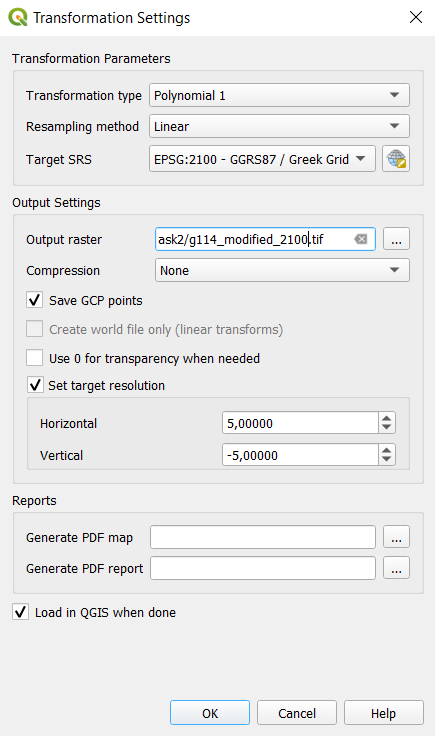 Transformation Settings
Transformation Parameters
Transformation type Polynomial 1
Resampling method Linear
Target SRS EPSG:2100 - GGRS87 / Greek Grid
Output Settings
Output raster ask2/g114_modified_2100.tif ...
Compression None
Save GCP points
Create world file only (linear transforms)
Use 0 for transparency when needed
Set target resolution
Horizontal 5,00000
Vertical -5,00000
Reports
Generate PDF map ...
Generate PDF report ...
Load in QGIS when done
OK Cancel Help